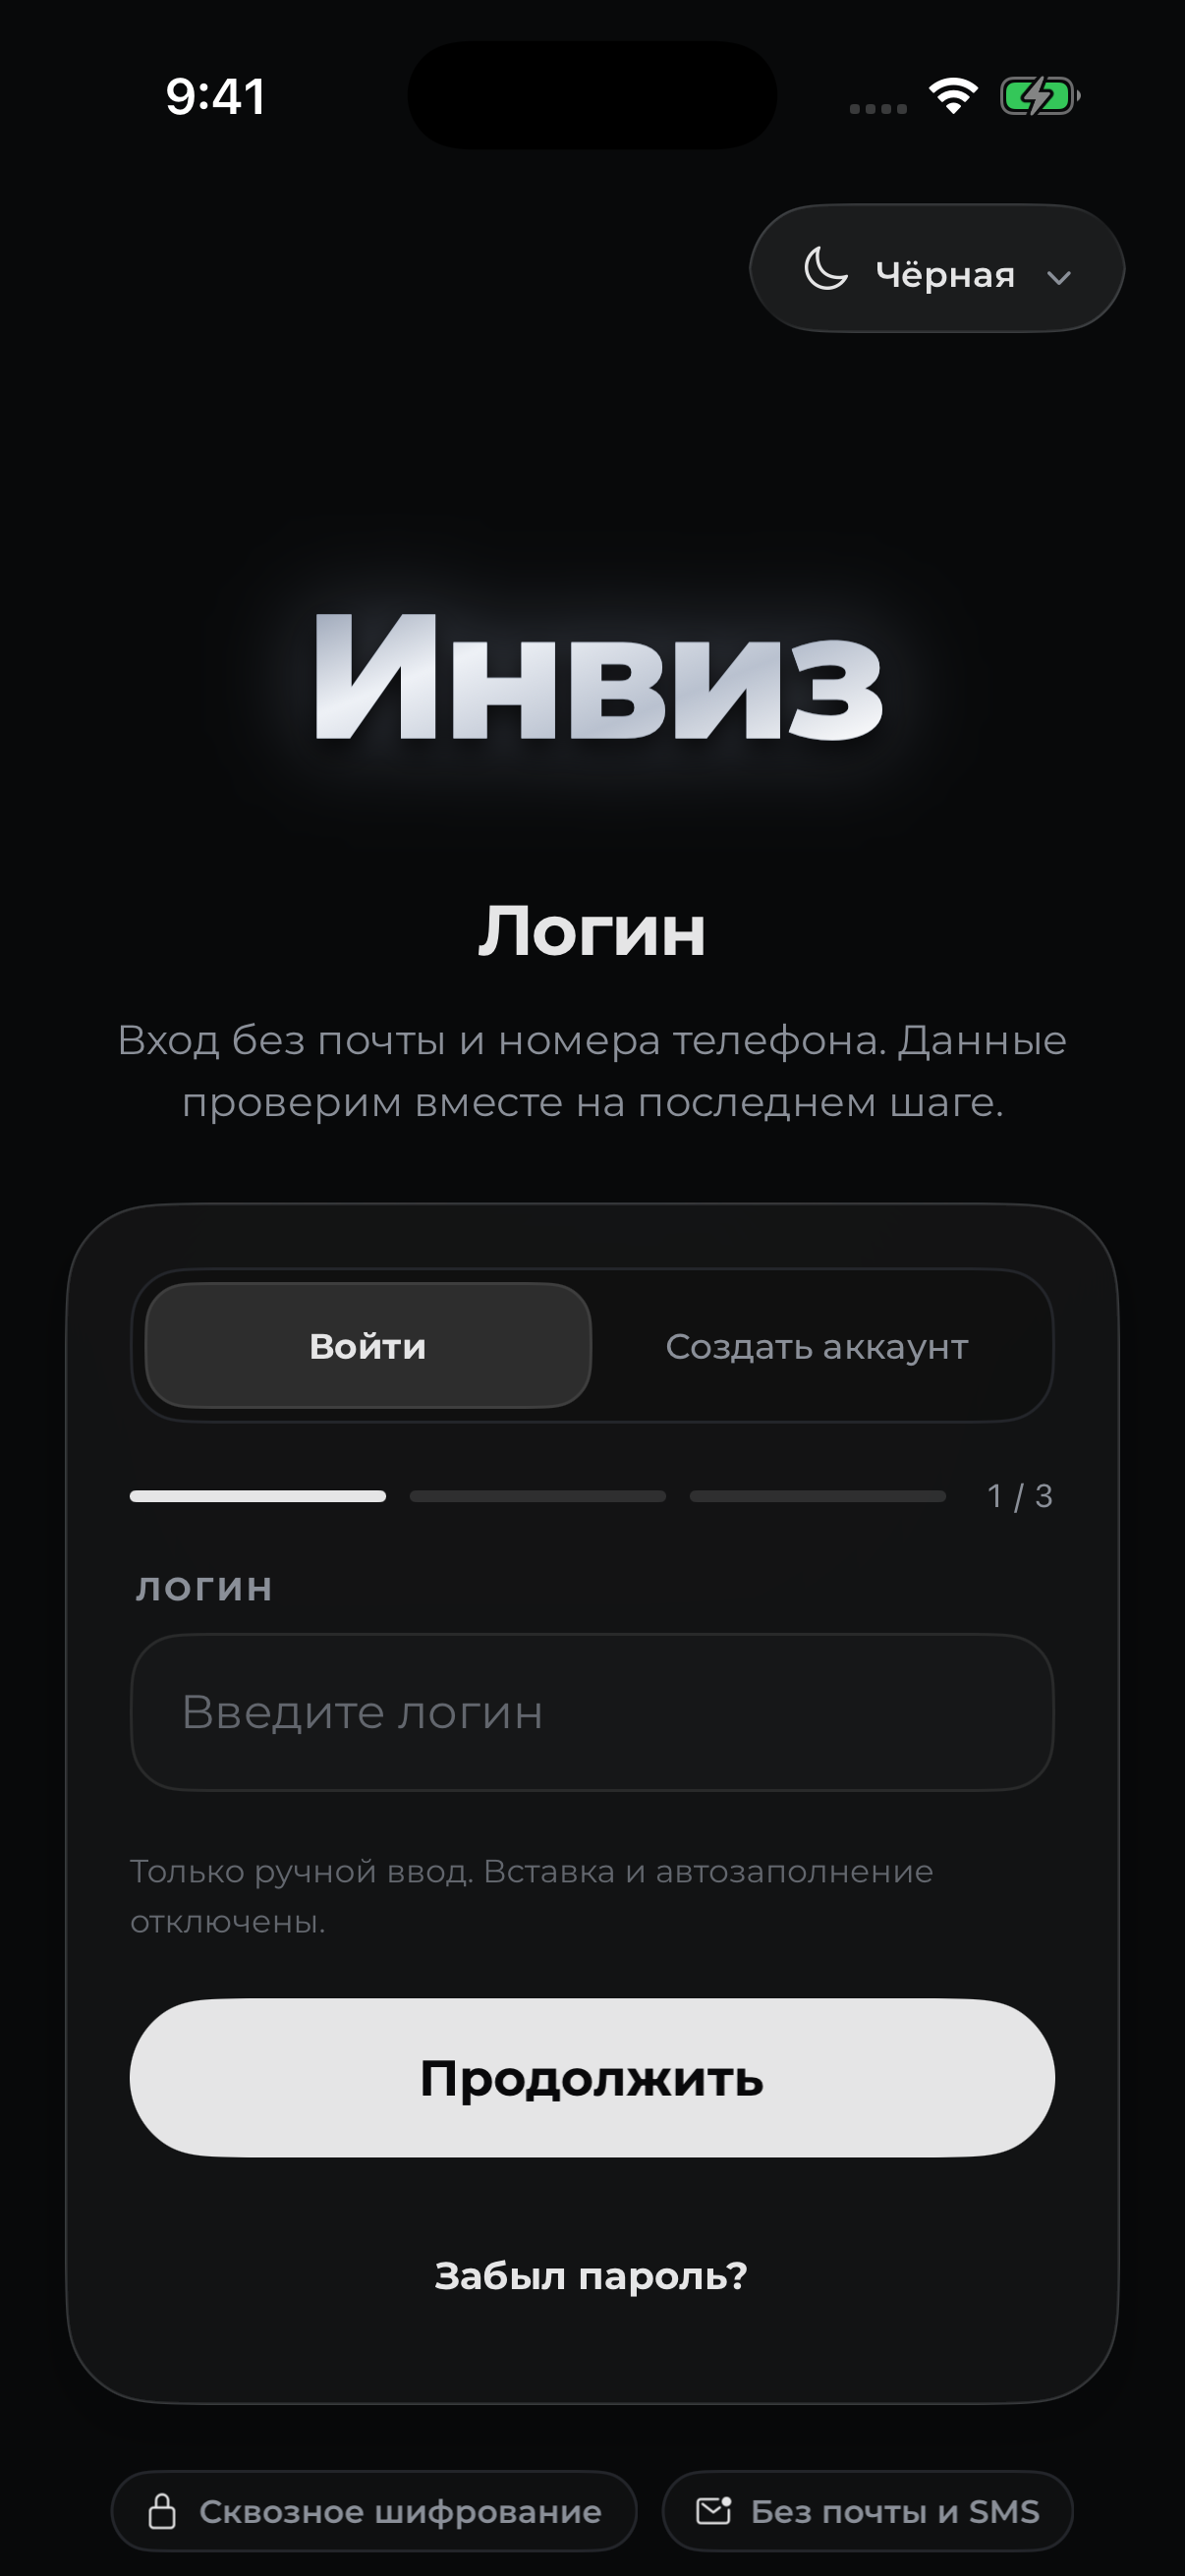 9:41
Чёрная
Инвиз
Логин
Вход без почты и номера телефона. Данные
проверим вместе на последнем шаге.
Войти
Создать аккаунт
1 / 3
ЛОГИН
Введите логин
Только ручной ввод. Вставка и автозаполнение
отключены.
Продолжить
Забыл пароль?
Сквозное шифрование
Без почты и SMS